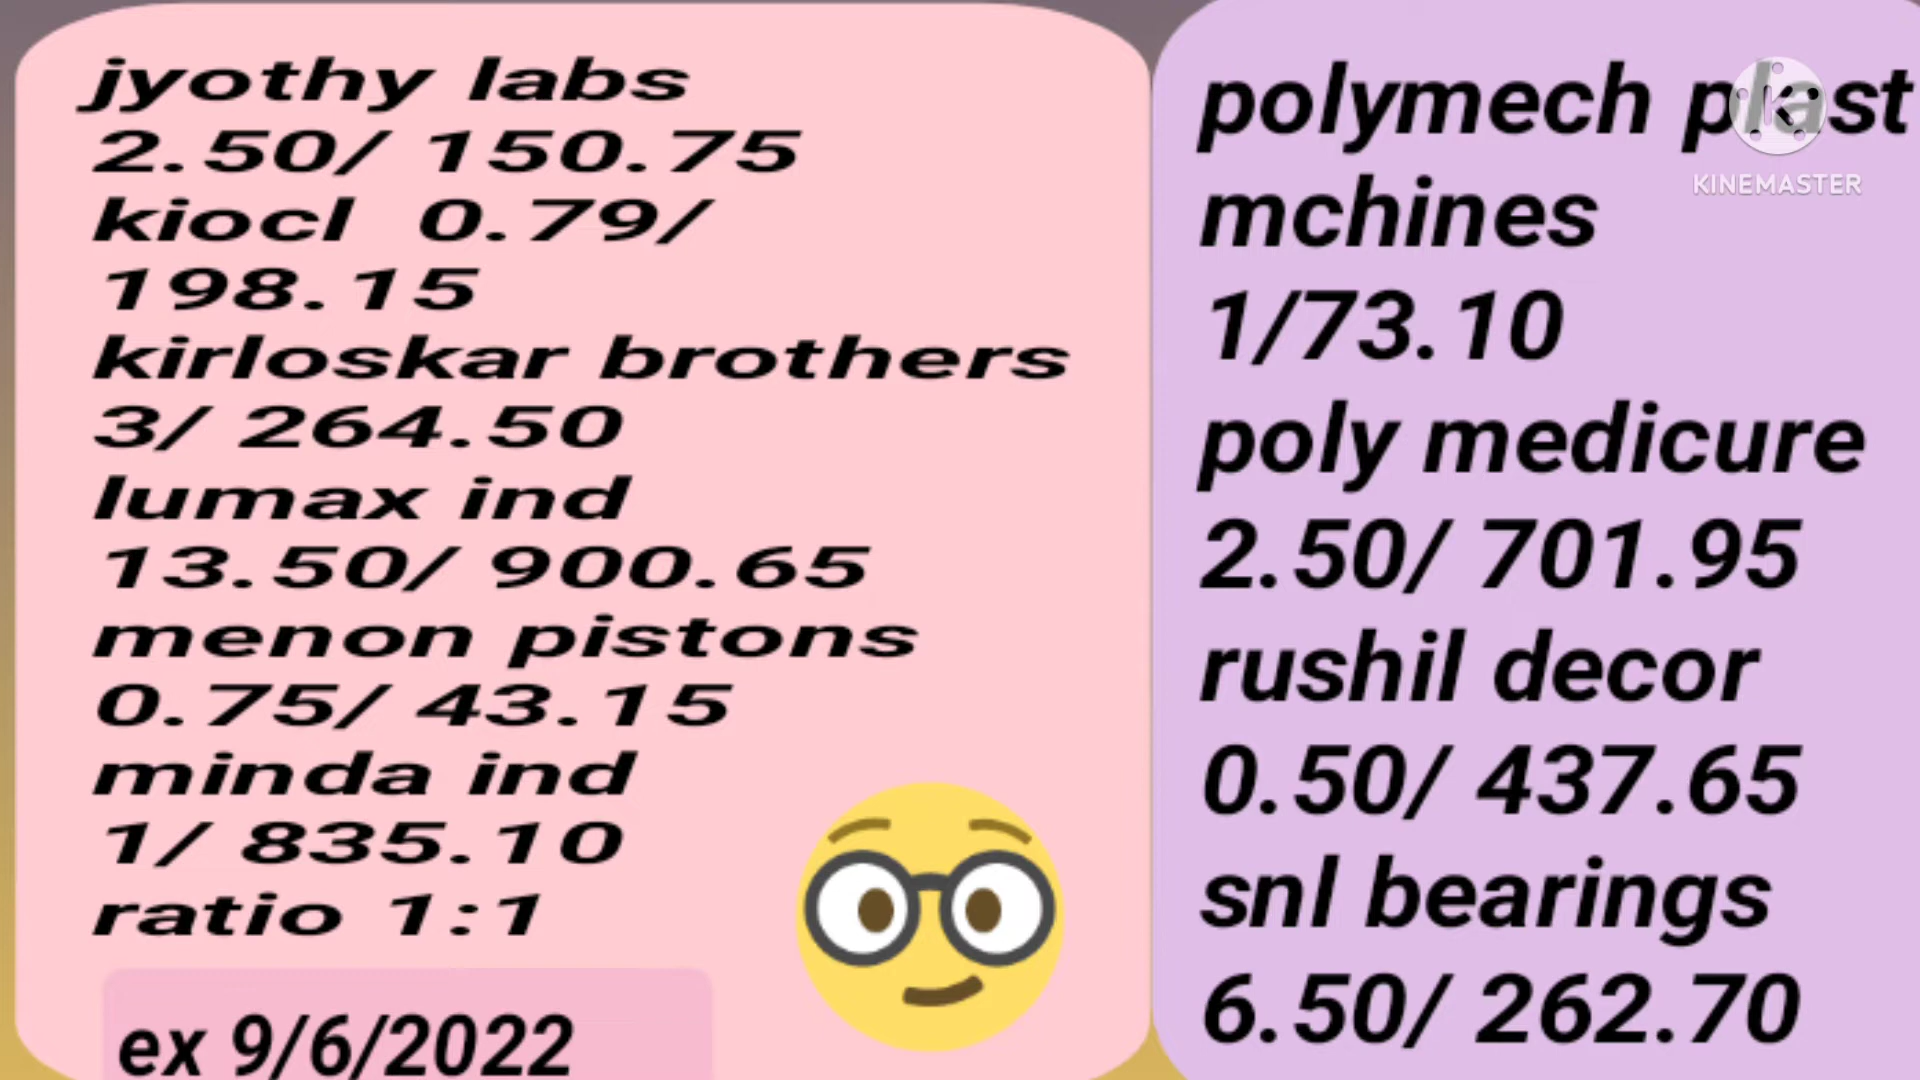 jyothy labs
2.50/ 150.75
kiocl 0.79/
198.15
kirloskar brothers
3/ 264.50
lumax ind
13.50/ 900.65
menon pistons
0.75/ 43.15
minda ind
1/ 835.10
ratio 1:1
ex 9/6/2022
polymech plast
mchines
1/73.10
poly medicure
2.50/ 701.95
rushil decor
0.50/ 437.65
snl bearings
6.50/ 262.70
K
KINEMASTER